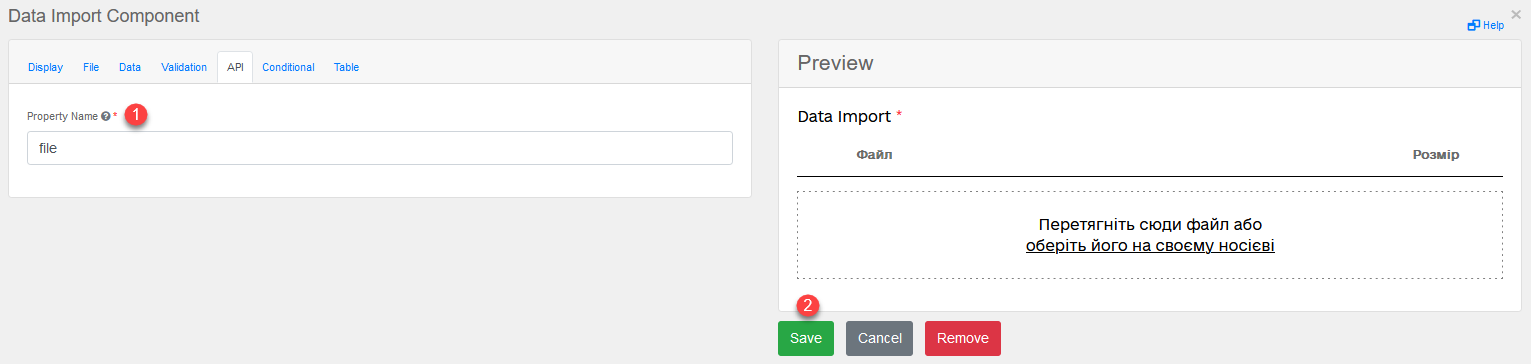 Data Import Component
×
Help
Display File Data Validation API Conditional Table
Property Name ? * 1
file
Preview
Data Import *
Файл Розмір
Перетягніть сюди файл або
оберіть його на своєму носієві
2
Save Cancel Remove